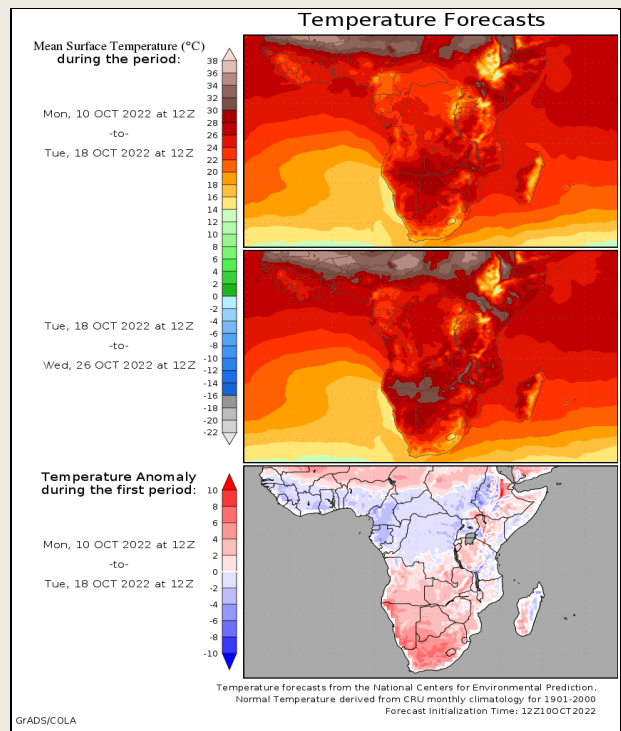 Temperature Forecasts
Mean Surface Temperature (°C)
during the period:
Mon, 10 OCT 2022 at 12Z
-to-
Tue, 18 OCT 2022 at 12Z
38
36
34
32
30
28
26
24
22
20
18
16
14
12
10
8
6
4
2
0
-2
-4
-6
-8
-10
-12
-14
-16
-18
-20
-22
Tue, 18 OCT 2022 at 12Z
-to-
Wed, 26 OCT 2022 at 12Z
Temperature Anomaly
during the first period:
Mon, 10 OCT 2022 at 12Z
-to-
Tue, 18 OCT 2022 at 12Z
10
8
6
4
2
0
-2
-4
-6
-8
-10
Temperature forecasts from the National Centers for Environmental Prediction.
Normal Temperature derived from CRU monthly climatology for 1901-2000
Forecast Initialization Time: 12Z10OCT2022
GrADS/COLA